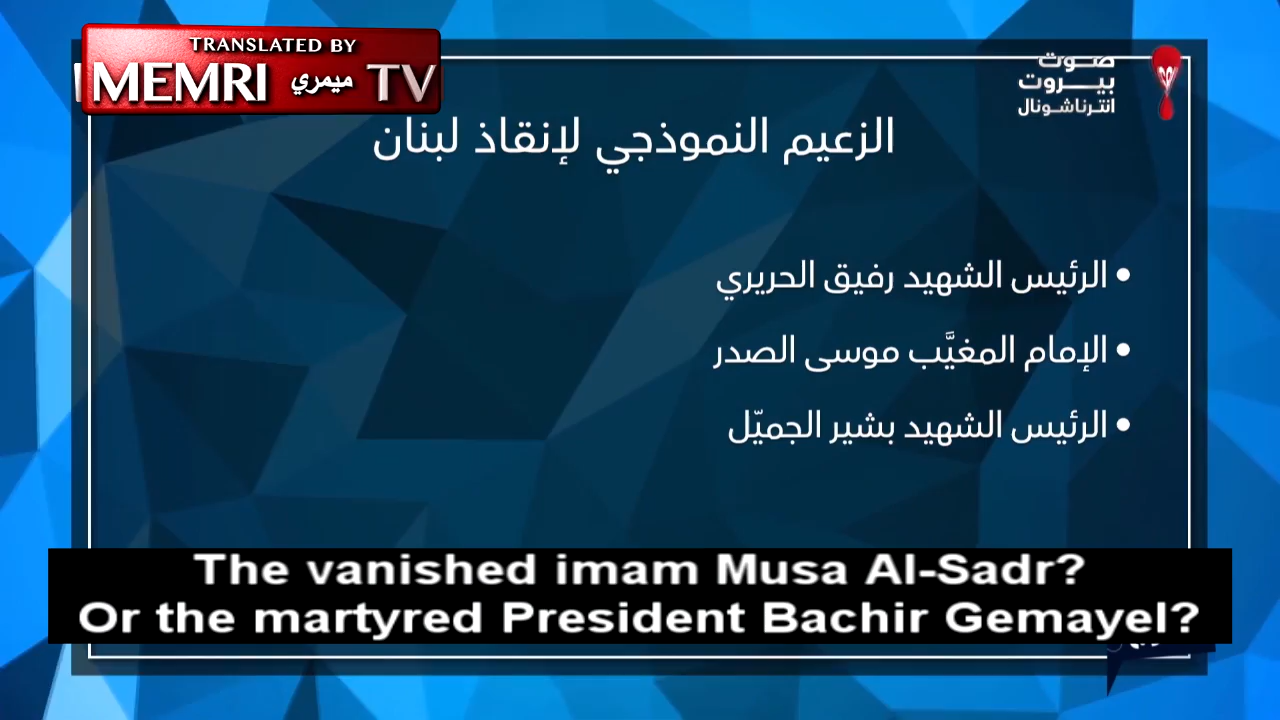 TRANSLATED BY
MEMRI ميمري TV
صوت
بيروت
انترناشونال
الزعيم النموذجي لإنقاذ لبنان
• الرئيس الشهيد رفيق الحريري
• الإمام المغيَّب موسى الصدر
• الرئيس الشهيد بشير الجميّل
The vanished imam Musa Al-Sadr?
Or the martyred President Bachir Gemayel?